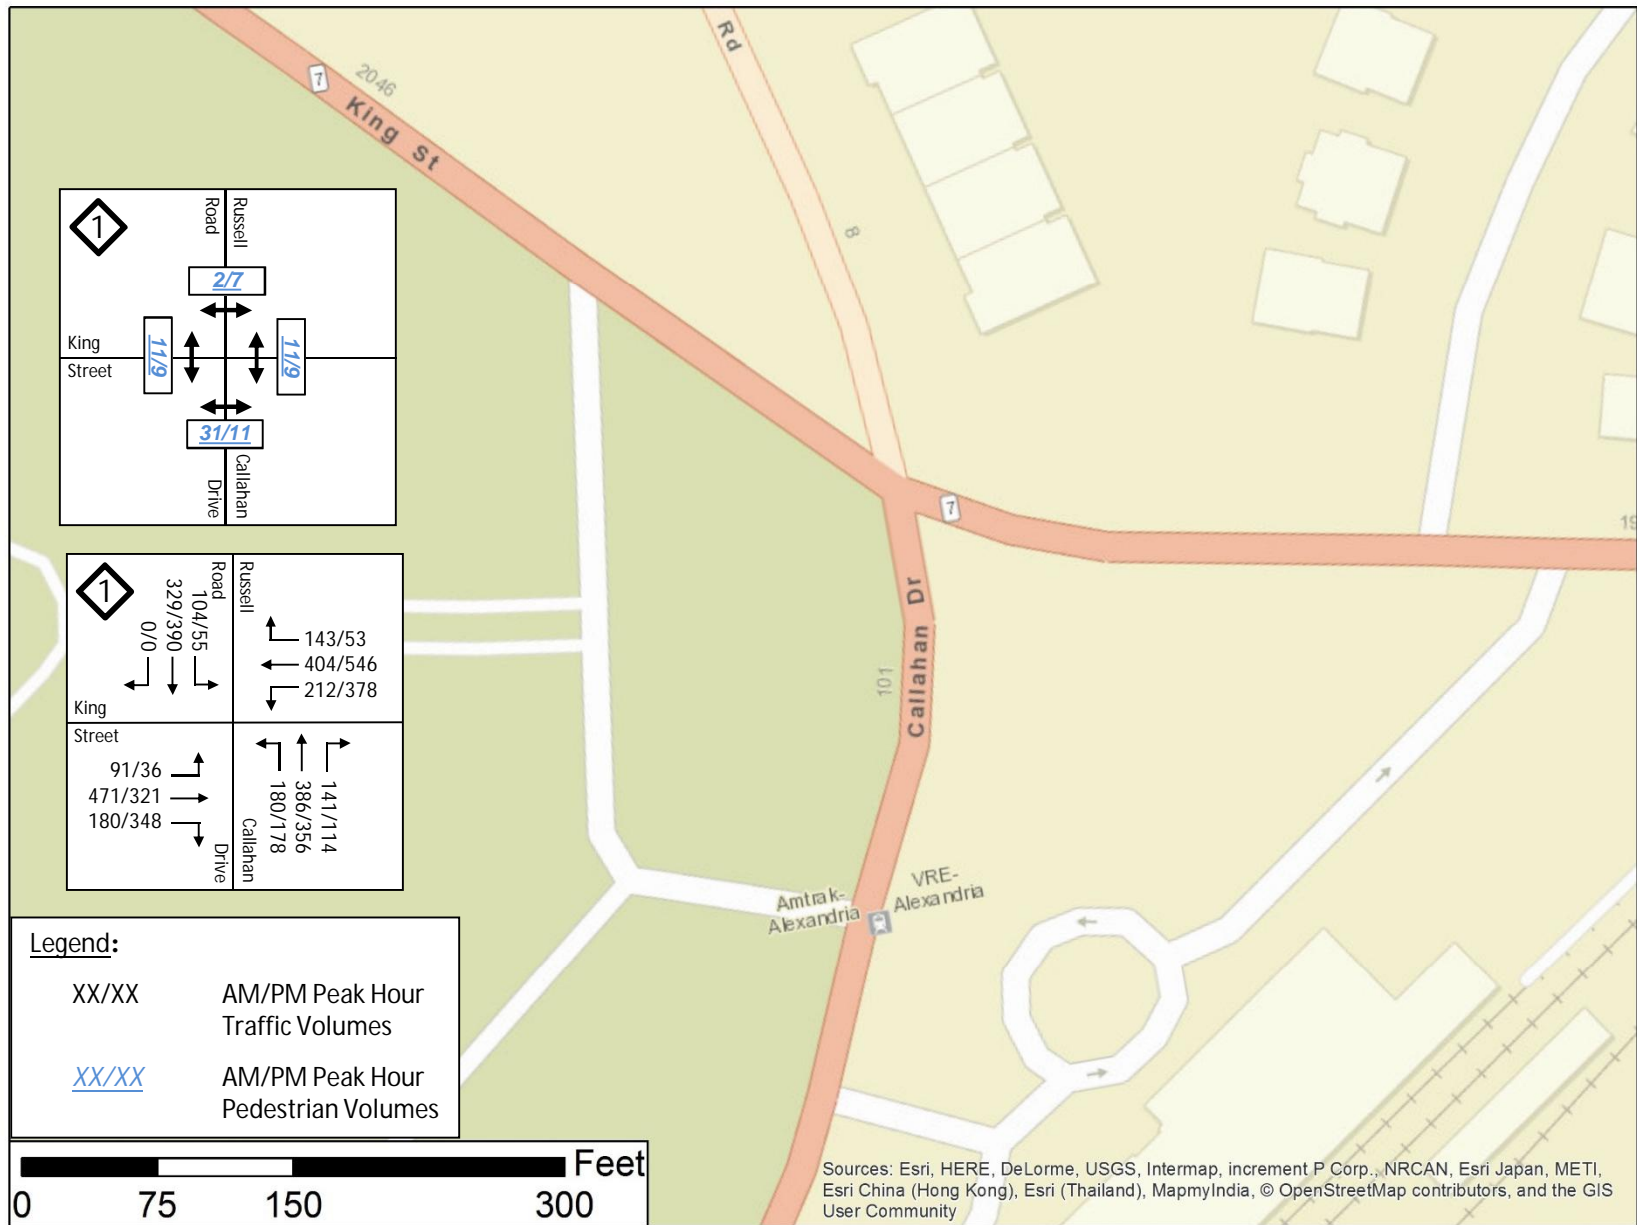 Rd
7
2046
King St
8
1
Russell
Road
2/7
King
Street
11/9
11/9
31/11
Callahan
Drive
7
19
1
Road
Russell
104/55
329/390
0/0
143/53
404/546
212/378
King
Street
91/36
471/321
180/348
180/178
386/356
141/114
Drive
Callahan
Callahan Dr
101
Amtrak-
Alexandria
VRE-
Alexandria
Legend:
XX/XX AM/PM Peak Hour
Traffic Volumes
XX/XX AM/PM Peak Hour
Pedestrian Volumes
Feet
0 75 150 300
Sources: Esri, HERE, DeLorme, USGS, Intermap, increment P Corp., NRCAN, Esri Japan, METI,
Esri China (Hong Kong), Esri (Thailand), MapmyIndia, © OpenStreetMap contributors, and the GIS
User Community